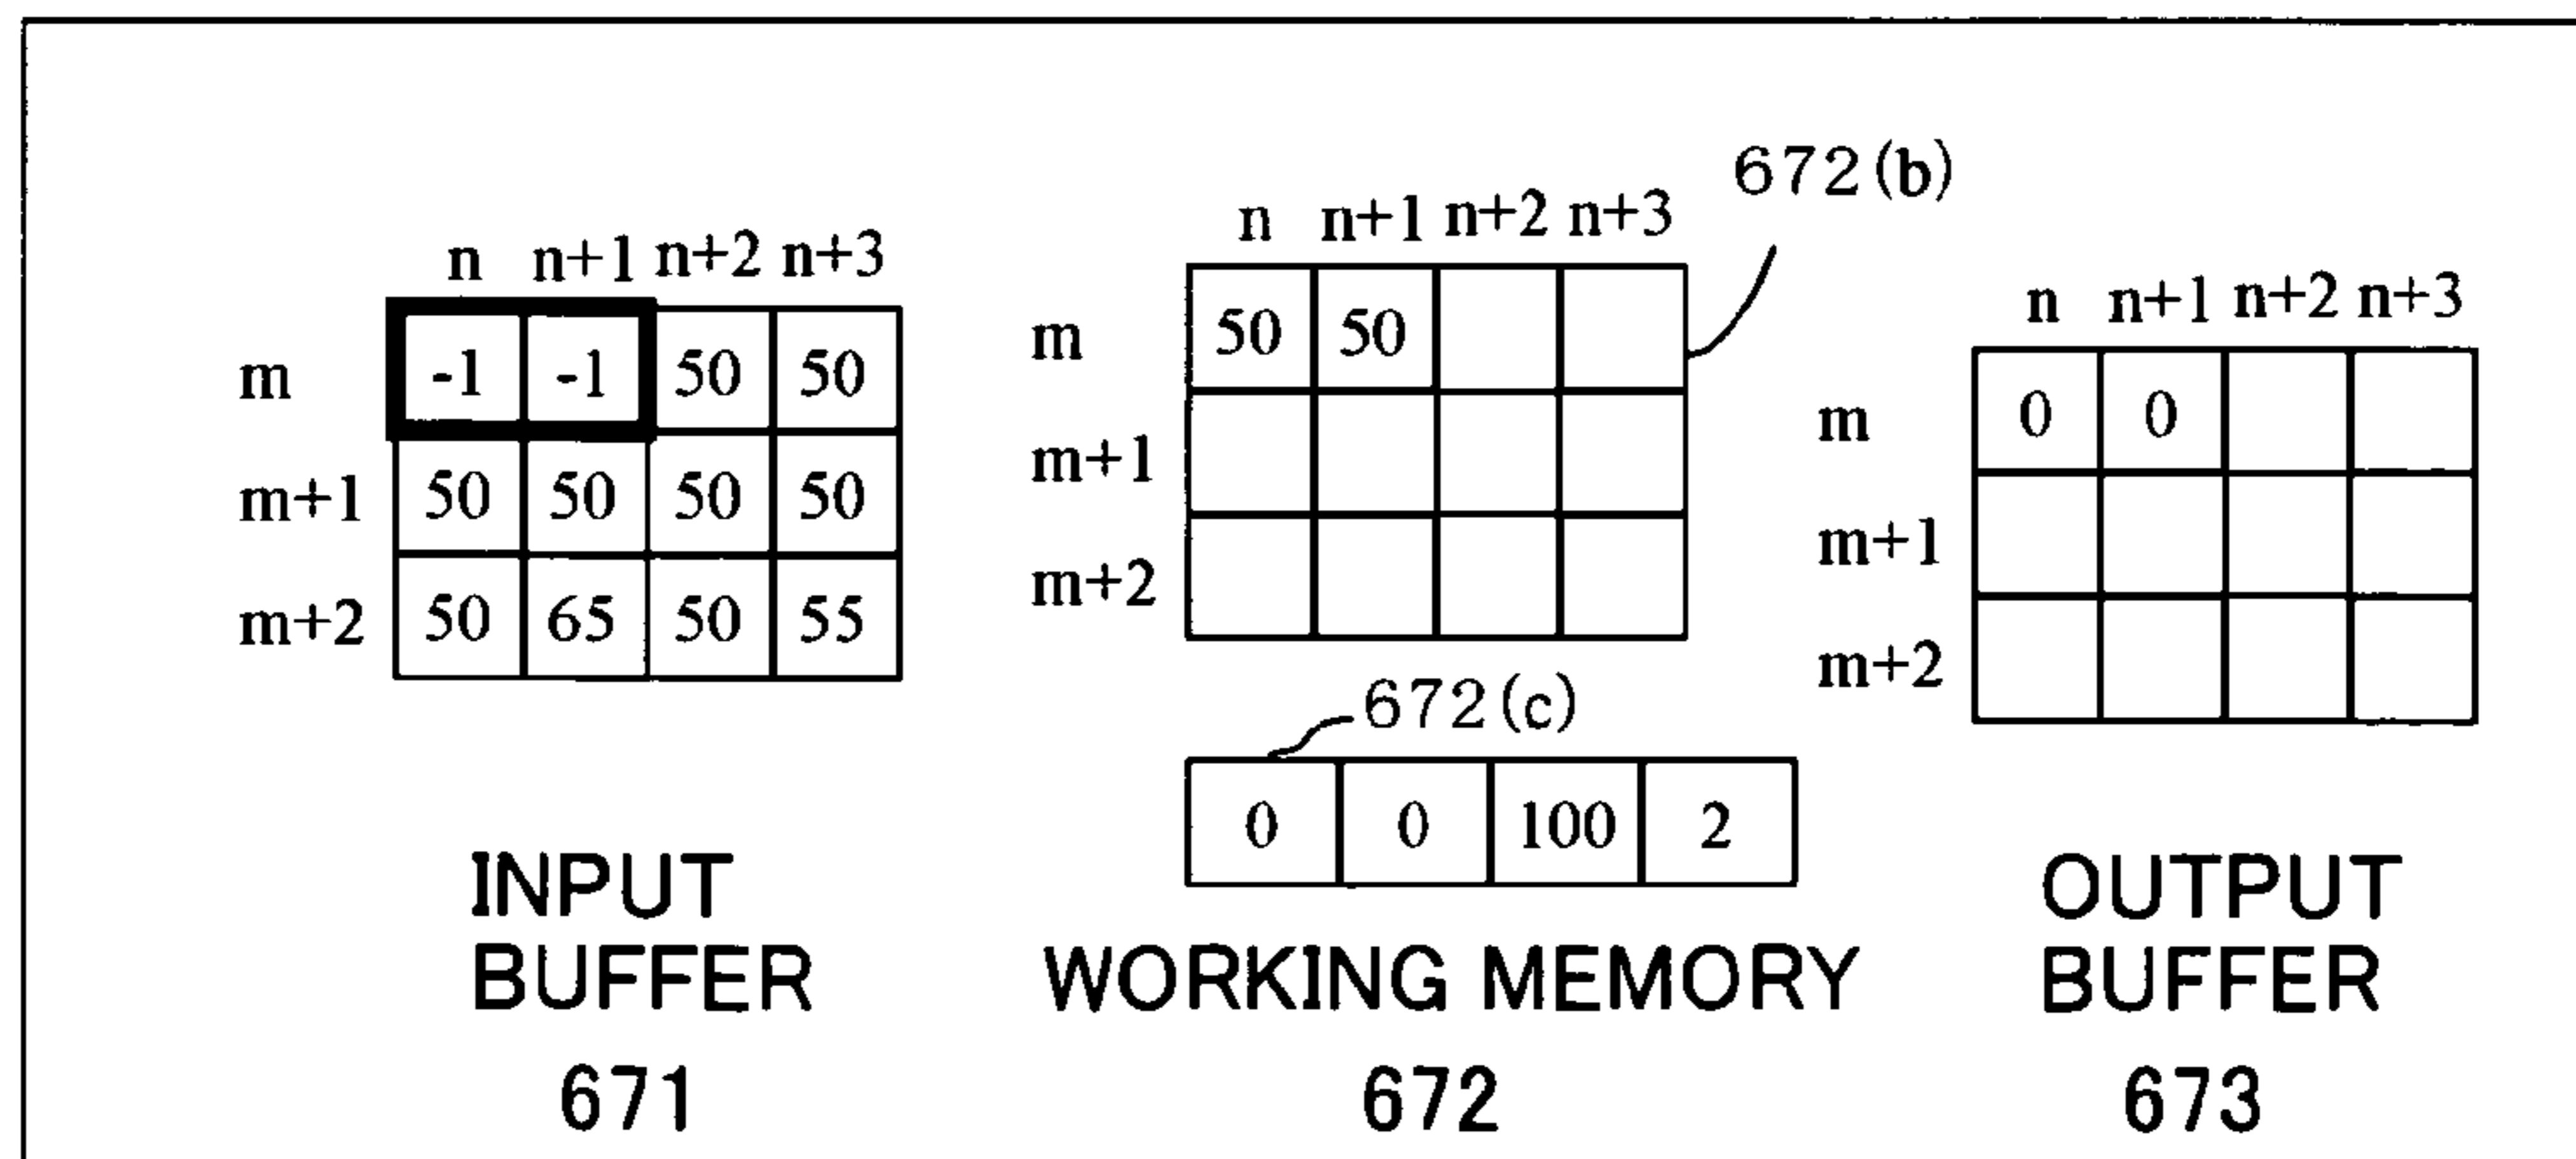 n n+1 n+2 n+3
m -1 -1 50 50
m+1 50 50 50 50
m+2 50 65 50 55
INPUT
BUFFER
671
672(b)
n n+1 n+2 n+3
m 50 50
m+1
m+2
672(c)
0 0 100 2
WORKING MEMORY
672
n n+1 n+2 n+3
m 0 0
m+1
m+2
OUTPUT
BUFFER
673